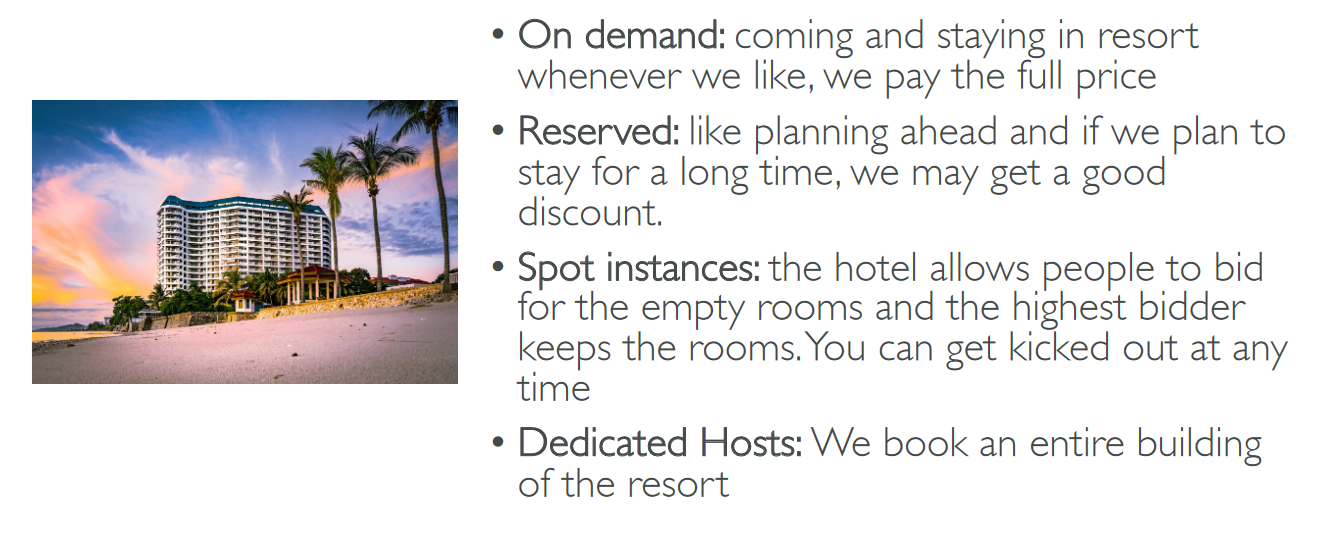 • On demand: coming and staying in resort
whenever we like, we pay the full price
• Reserved: like planning ahead and if we plan to
stay for a long time, we may get a good
discount.
• Spot instances: the hotel allows people to bid
for the empty rooms and the highest bidder
keeps the rooms. You can get kicked out at any
time
• Dedicated Hosts: We book an entire building
of the resort